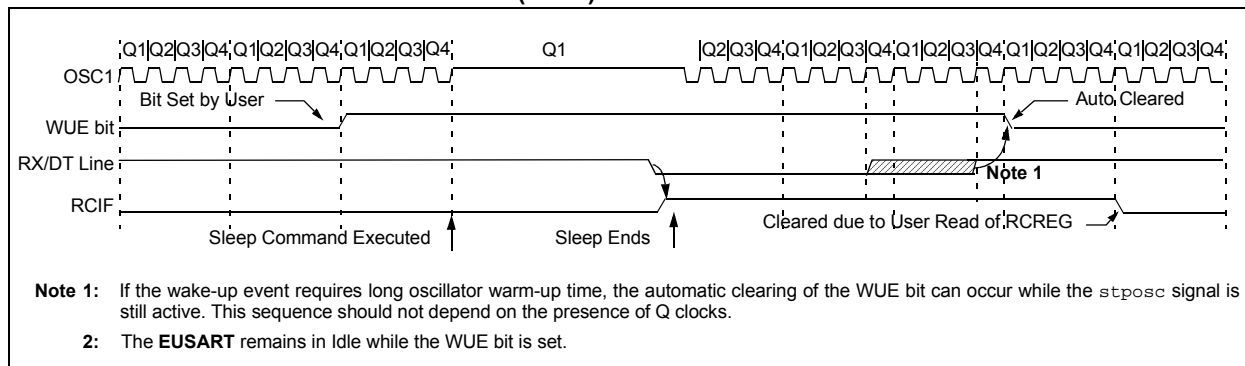 Q1|Q2|Q3|Q4|Q1|Q2|Q3|Q4|Q1|Q2|Q3|Q4 Q1 Q2|Q3|Q4|Q1|Q2|Q3|Q4|Q1|Q2|Q3|Q4|Q1|Q2|Q3|Q4|Q1|Q2|Q3|Q4
OSC1
Bit Set by User
Auto Cleared
WUE bit
RX/DT Line
Note 1
RCIF
Cleared due to User Read of RCREG
Sleep Command Executed
Sleep Ends
Note 1: If the wake-up event requires long oscillator warm-up time, the automatic clearing of the WUE bit can occur while the stposc signal is
still active. This sequence should not depend on the presence of Q clocks.
2: The EUSART remains in Idle while the WUE bit is set.